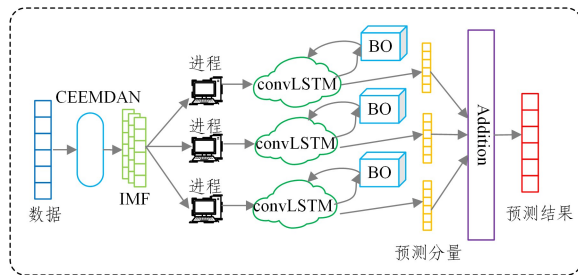 进程
BO
convLSTM
CEEMDAN
进程
BO
convLSTM
Addition
数据
IMF
进程
BO
convLSTM
预测分量
预测结果